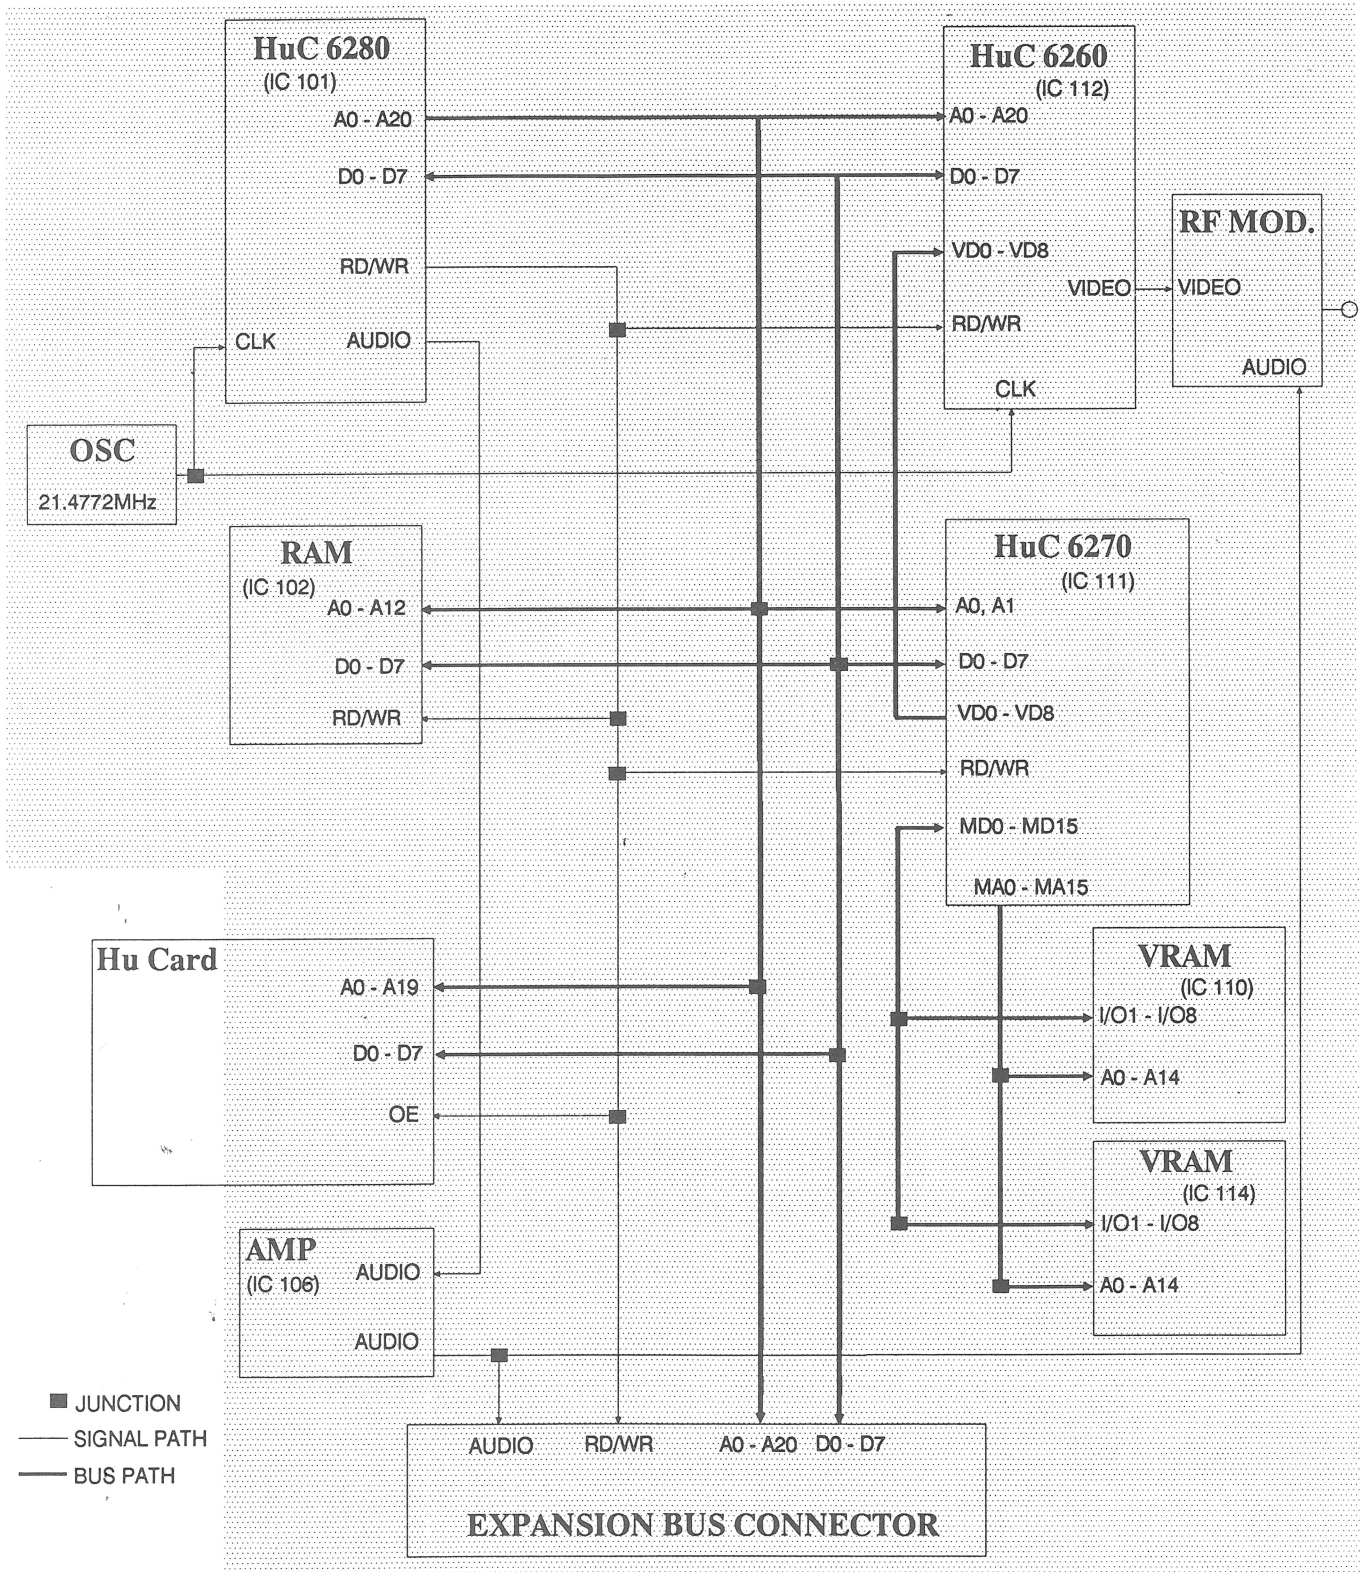 HuC 6280
(IC 101)
A0 - A20
D0 - D7
RD/WR
CLK
AUDIO
HuC 6260
(IC 112)
A0 - A20
D0 - D7
VD0 - VD8
VIDEO
RD/WR
CLK
RF MOD.
VIDEO
AUDIO
OSC
21.4772MHz
RAM
(IC 102)
A0 - A12
D0 - D7
RD/WR
HuC 6270
(IC 111)
A0, A1
D0 - D7
VD0 - VD8
RD/WR
MD0 - MD15
MA0 - MA15
Hu Card
A0 - A19
D0 - D7
OE
VRAM
(IC 110)
I/O1 - I/O8
A0 - A14
VRAM
(IC 114)
I/O1 - I/O8
A0 - A14
AMP
(IC 106)
AUDIO
AUDIO
JUNCTION
SIGNAL PATH
BUS PATH
AUDIO
RD/WR
A0 - A20
D0 - D7
EXPANSION BUS CONNECTOR